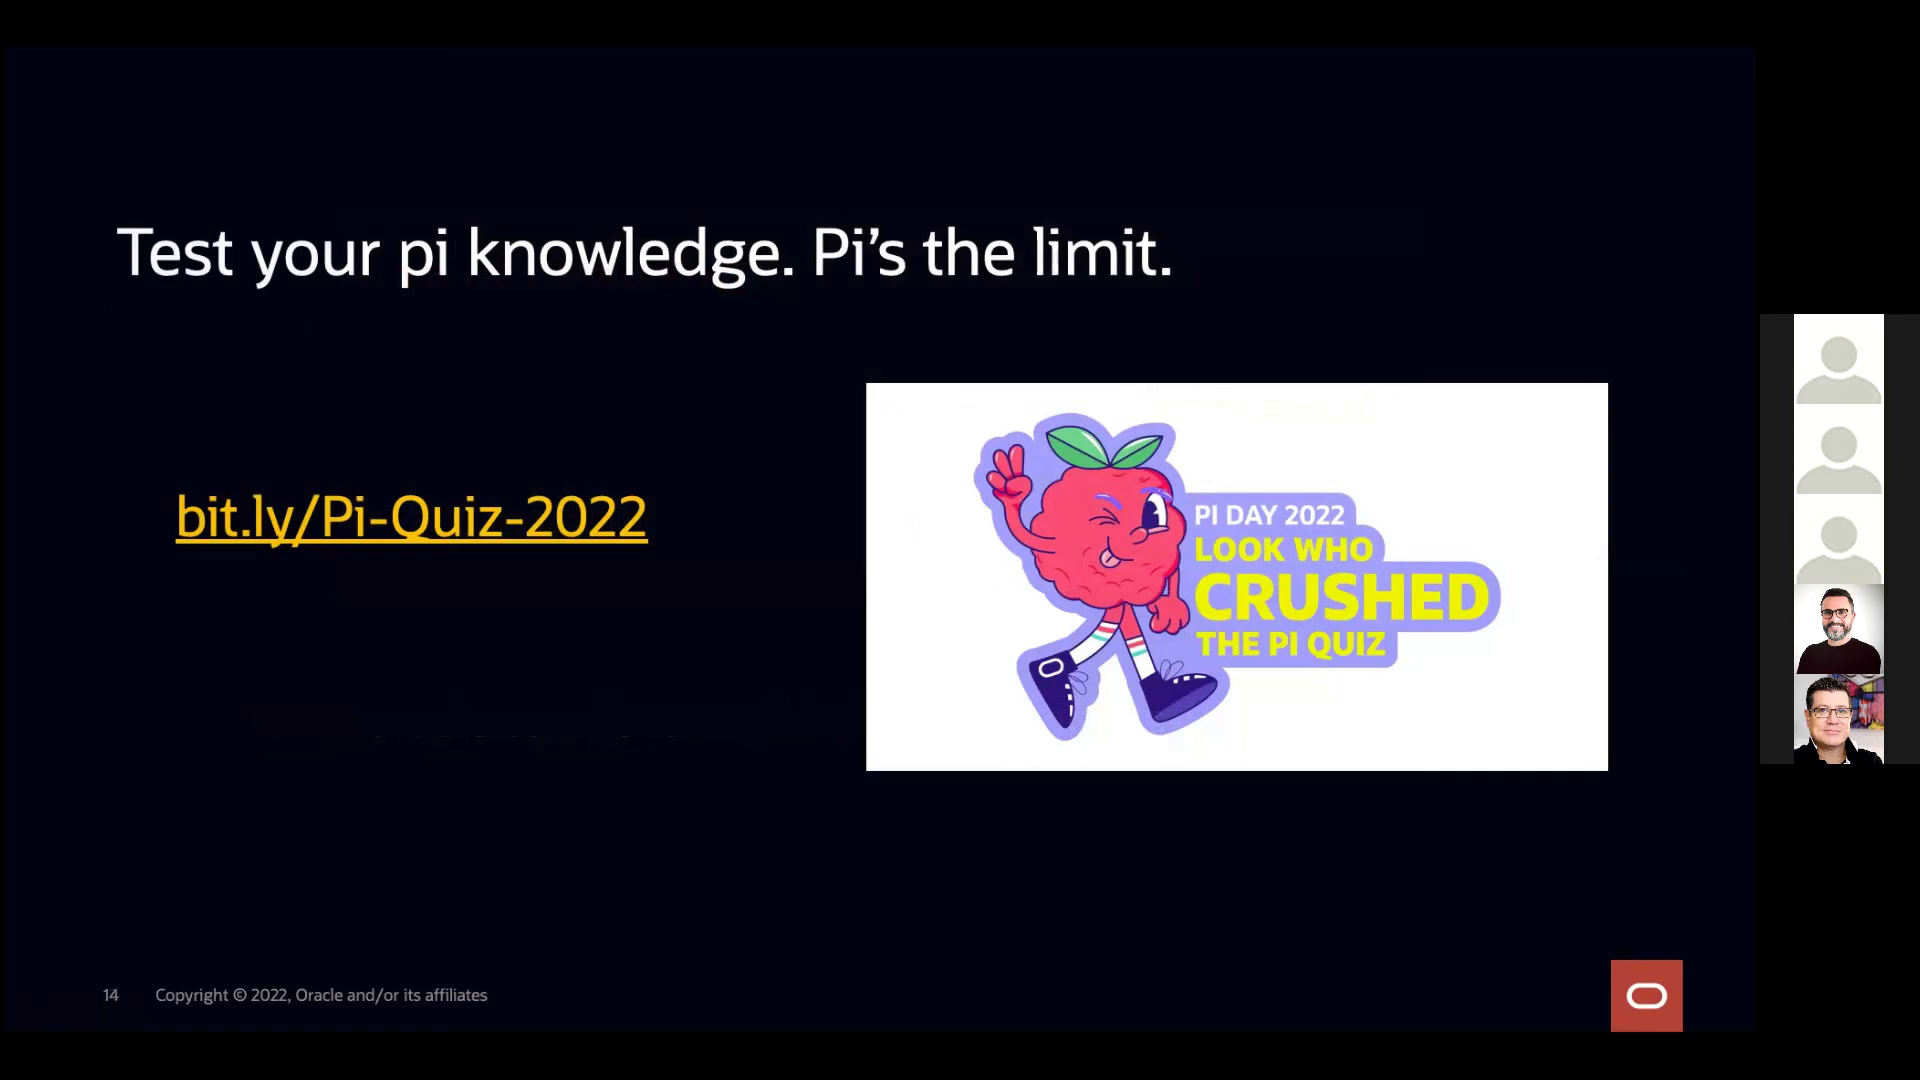 Test your pi knowledge. Pi’s the limit.
bit.ly/Pi-Quiz-2022
PI DAY 2022
LOOK WHO
CRUSHED
THE PI QUIZ
14 Copyright © 2022, Oracle and/or its affiliates